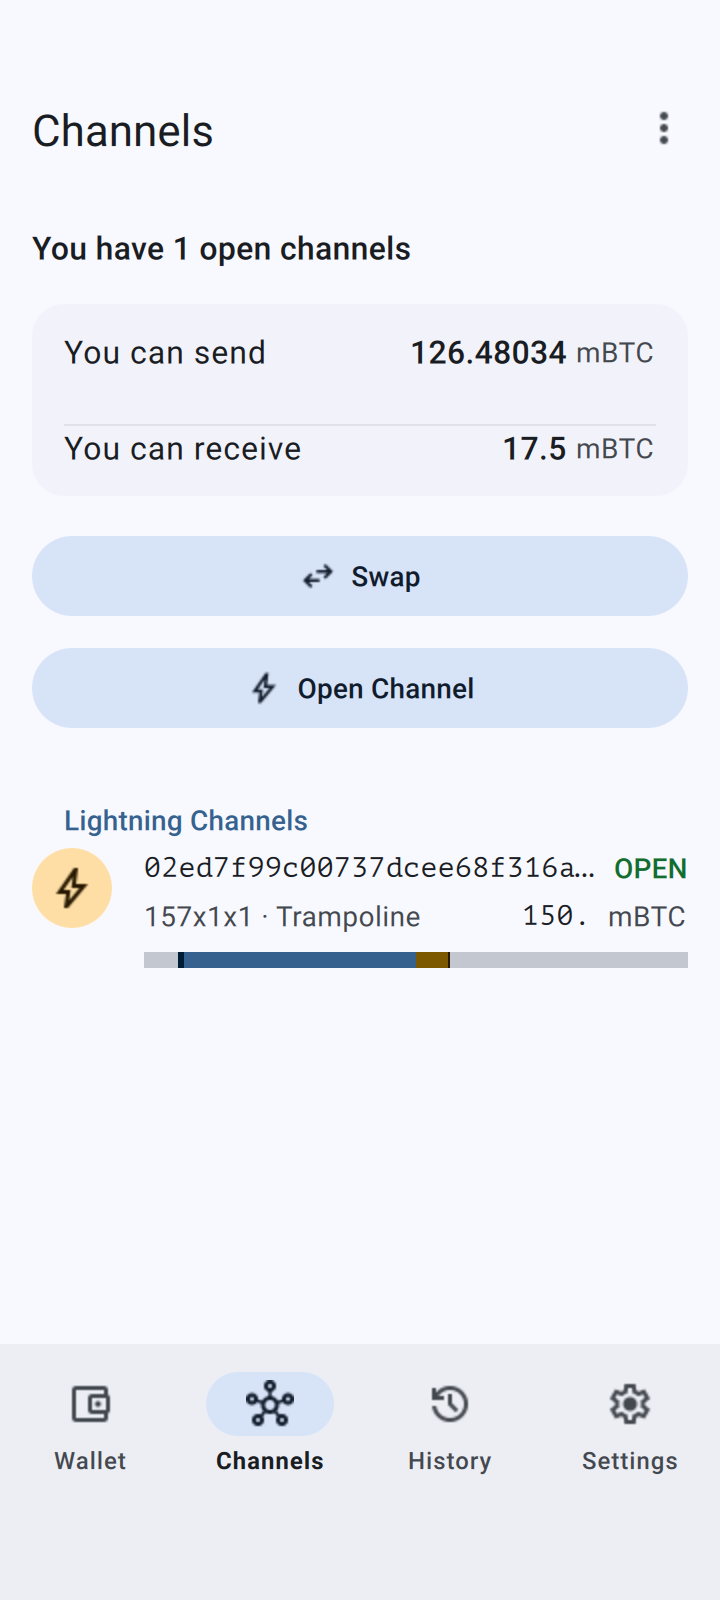 Channels
You have 1 open channels
You can send 126.48034 mBTC
You can receive 17.5 mBTC
Swap
Open Channel
Lightning Channels
02ed7f99c00737dcee68f316a… OPEN
157x1x1 · Trampoline 150. mBTC
Wallet Channels History Settings